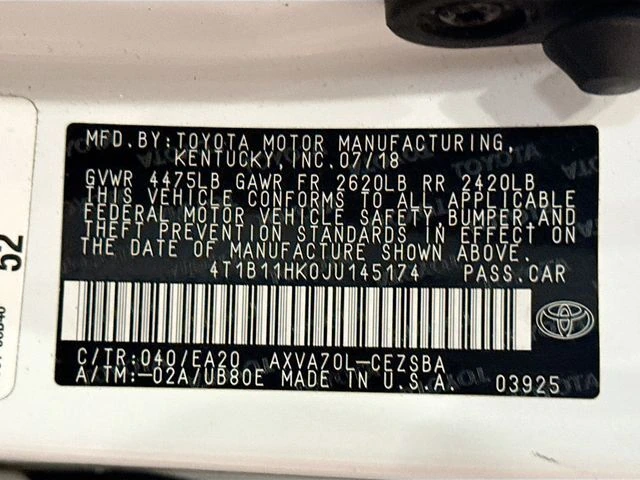 MFD.BY:TOYOTA MOTOR MANUFACTURING,
KENTUCKY,INC.07/18
GVWR 4475LB GAWR FR 2620LB RR 2420LB
THIS VEHICLE CONFORMS TO ALL APPLICABLE
FEDERAL MOTOR VEHICLE SAFETY BUMPER AND
THEFT PREVENTION STANDARDS IN EFFECT ON
THE DATE OF MANUFACTURE SHOWN ABOVE.
4T1B11HK0JU145174 PASS.CAR
C/TR:040/EA20 AXVA70L-CEZSBA
A/TM:-02A/UB80E MADE IN U.S.A. 03925
52